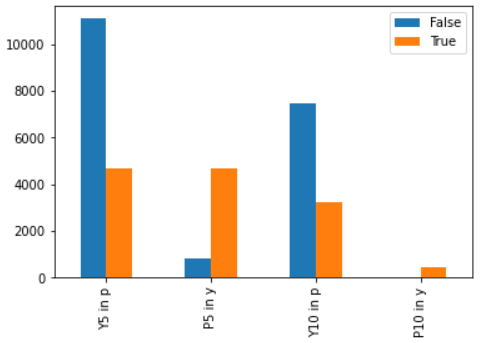 False
True
10000
8000
6000
4000
2000
0
Y5 in p
P5 in y
Y10 in p
P10 in y